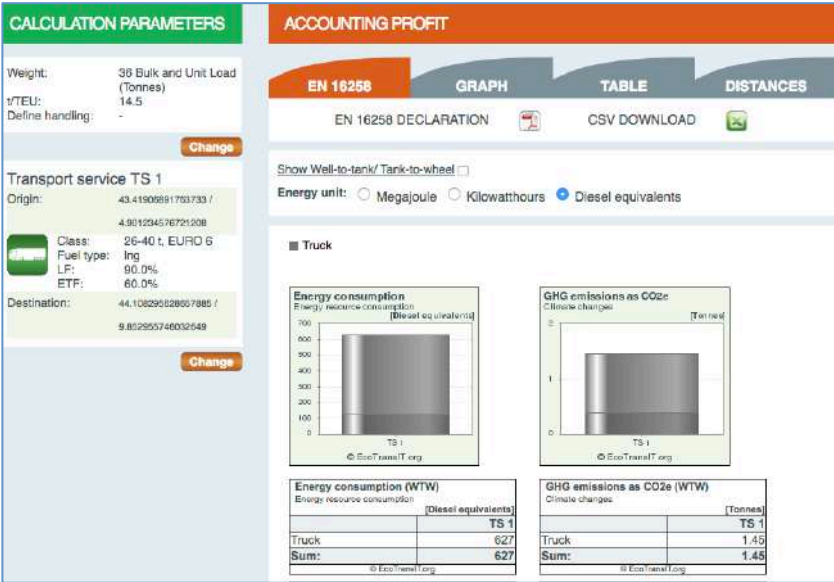 CALCULATION PARAMETERS
Weight: 36 Bulk and Unit Load
(Tonnes)
t/TEU: 14.5
Define handling: -
Change
Transport service TS 1
Origin: 43.41906891753733 /
4.901234576721208
Class: 26-40 t, EURO 6
Fuel type: lng
LF: 90.0%
ETF: 60.0%
Destination: 44.108295628657885 /
9.852955746032649
Change
ACCOUNTING PROFIT
EN 16258 GRAPH TABLE DISTANCES
EN 16258 DECLARATION CSV DOWNLOAD
Show Well-to-tank/ Tank-to-wheel
Energy unit: Megajoule Kilowatthours Diesel equivalents
Truck
Energy consumption
Energy resource consumption
[Diesel equivalents]
700
600
500
400
300
200
100
0
TS 1
© EcoTransIT.org
GHG emissions as CO2e
Climate changes
[Tonnes]
2
1
0
TS 1
© EcoTransIT.org
Energy consumption (WTW)
Energy resource consumption
[Diesel equivalents]
TS 1
Truck 627
Sum: 627
© EcoTransIT.org
GHG emissions as CO2e (WTW)
Climate changes
[Tonnes]
TS 1
Truck 1.45
Sum: 1.45
© EcoTransIT.org